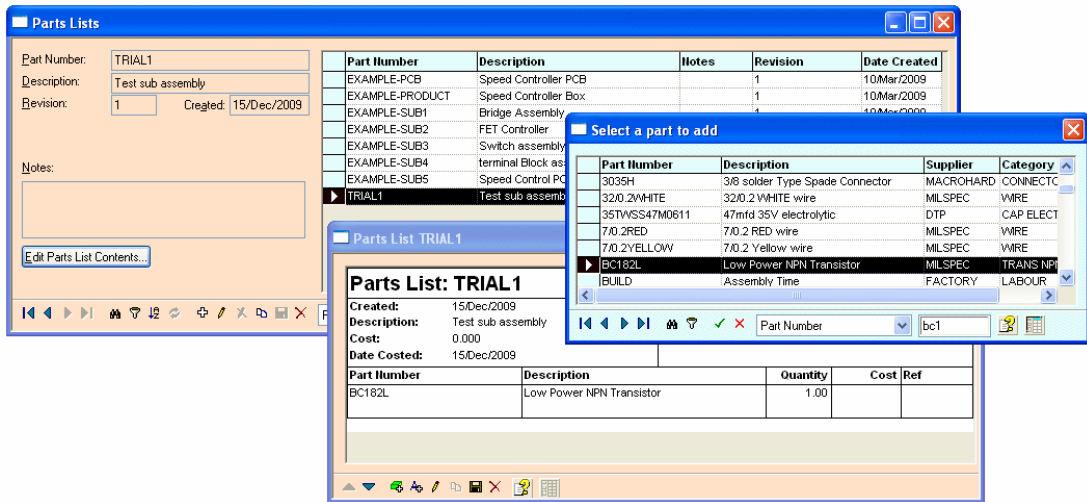 Parts Lists
Part Number: TRIAL1
Description: Test sub assembly
Revision: 1 Created: 15/Dec/2009
Notes:
Edit Parts List Contents...
Part Number Description Notes Revision Date Created
EXAMPLE-PCB Speed Controller PCB 1 10/Mar/2009
EXAMPLE-PRODUCT Speed Controller Box 1 10/Mar/2009
EXAMPLE-SUB1 Bridge Assembly 1 10/Mar/2009
EXAMPLE-SUB2 FET Controller
EXAMPLE-SUB3 Switch assembly
EXAMPLE-SUB4 terminal Block as
EXAMPLE-SUB5 Speed Control PC
TRIAL1 Test sub assemb
Select a part to add
Part Number Description Supplier Category
3035H 3/8 solder Type Spade Connector MACROHARD CONNECTO
32/0.2WHITE 32/0.2 WHITE wire MILSPEC WIRE
35TWSS47M0611 47mfd 35V electrolytic DTP CAP ELECT
7/0.2RED 7/0.2 RED wire MILSPEC WIRE
7/0.2YELLOW 7/0.2 Yellow wire MILSPEC WIRE
BC182L Low Power NPN Transistor MILSPEC TRANS NPN
BUILD Assembly Time FACTORY LABOUR
Part Number bc1
Parts List TRIAL1
Parts List: TRIAL1
Created: 15/Dec/2009
Description: Test sub assembly
Cost: 0.000
Date Costed: 15/Dec/2009
Part Number Description Quantity Cost Ref
BC182L Low Power NPN Transistor 1.00